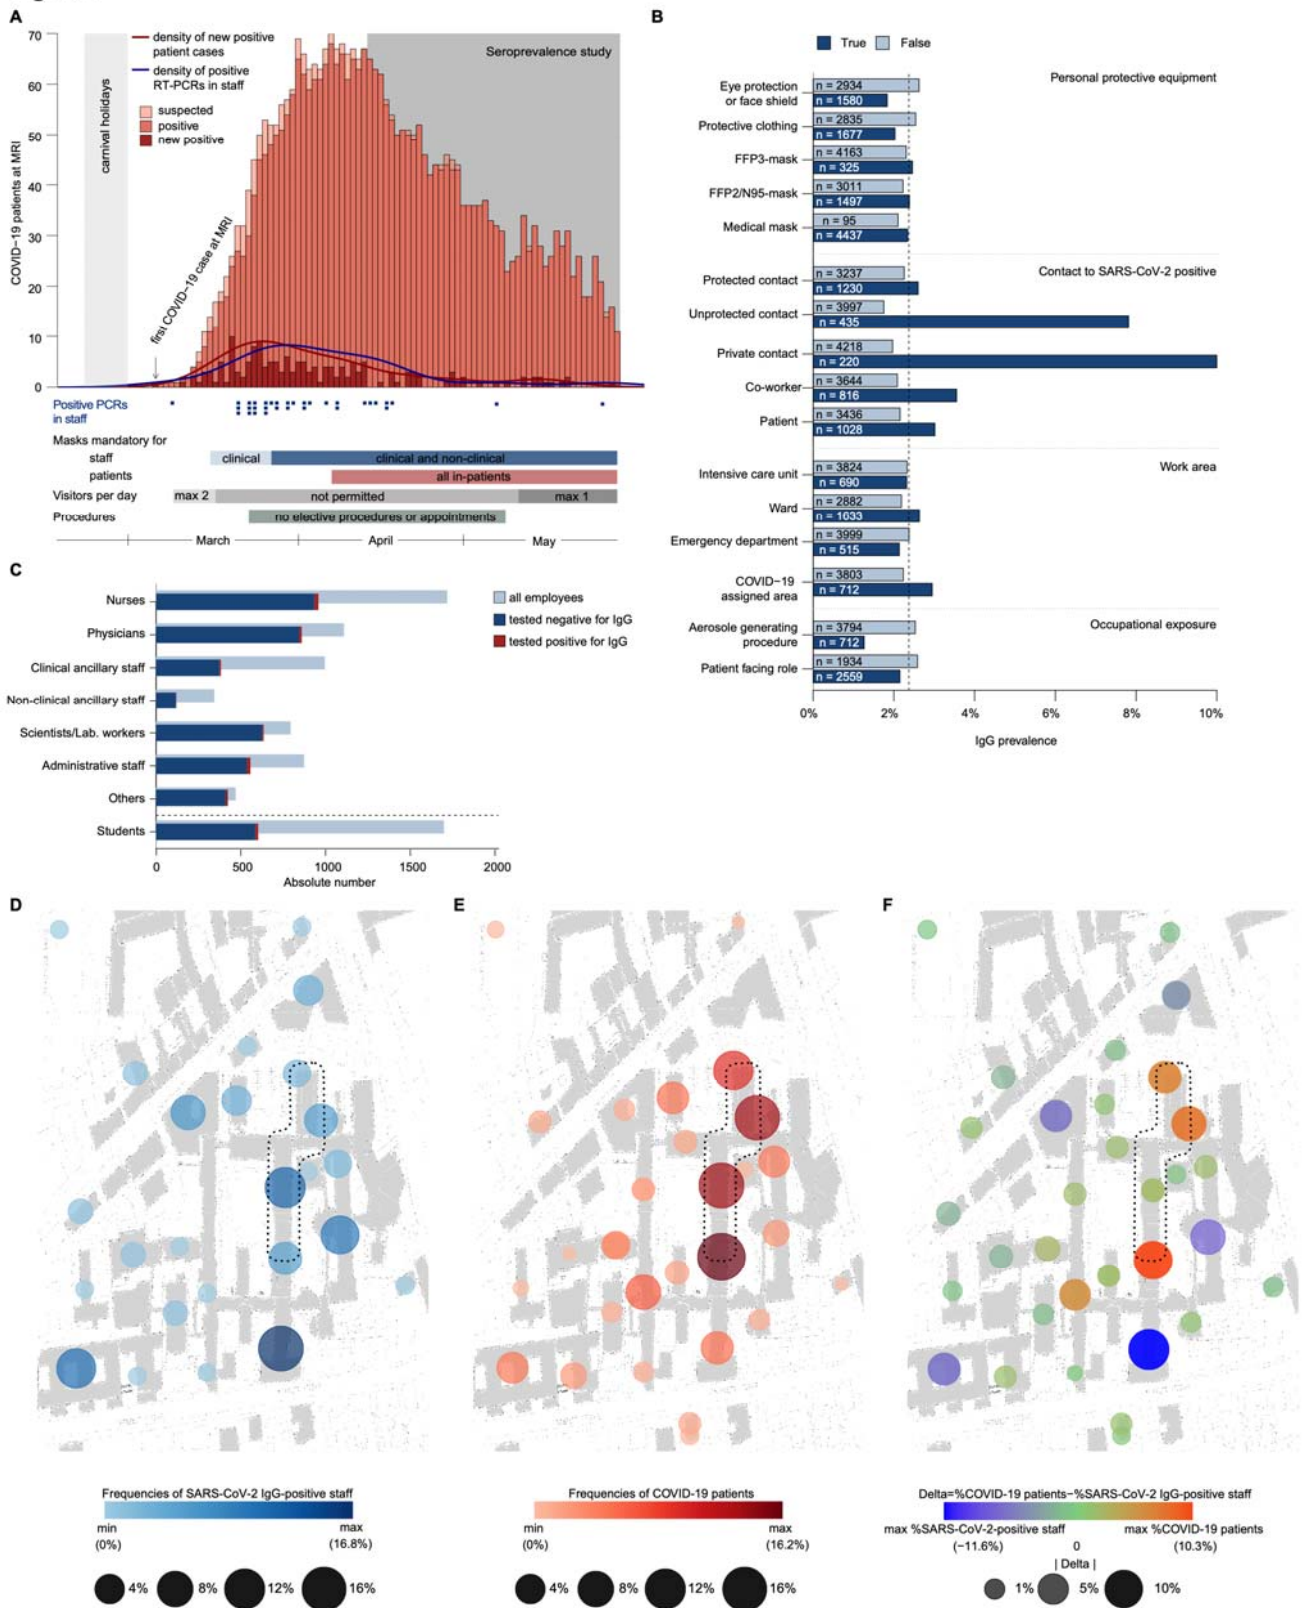 A
70
60
50
40
30
20
10
0
COVID−19 patients at MRI
carnival holidays
density of new positive
patient cases
density of positive
RT-PCRs in staff
suspected
positive
new positive
Seroprevalence study
first COVID−19 case at MRI
Positive PCRs
in staff
Masks mandatory for
staff
clinical
clinical and non-clinical
patients
all in-patients
Visitors per day
max 2
not permitted
max 1
Procedures
no elective procedures or appointments
March
April
May
B
True
False
Personal protective equipment
Eye protection
or face shield
n = 2934
n = 1580
Protective clothing
n = 2835
n = 1677
FFP3-mask
n = 4163
n = 325
FFP2/N95-mask
n = 3011
n = 1497
Medical mask
n = 95
n = 4437
Contact to SARS-CoV-2 positive
Protected contact
n = 3237
n = 1230
Unprotected contact
n = 3997
n = 435
Private contact
n = 4218
n = 220
Co-worker
n = 3644
n = 816
Patient
n = 3436
n = 1028
Work area
Intensive care unit
n = 3824
n = 690
Ward
n = 2882
n = 1633
Emergency department
n = 3999
n = 515
COVID−19
assigned area
n = 3803
n = 712
Occupational exposure
Aerosole generating
procedure
n = 3794
n = 712
Patient facing role
n = 1934
n = 2559
0%
2%
4%
6%
8%
10%
IgG prevalence
C
Nurses
Physicians
Clinical ancillary staff
Non-clinical ancillary staff
Scientists/Lab. workers
Administrative staff
Others
Students
all employees
tested negative for IgG
tested positive for IgG
0
500
1000
1500
2000
Absolute number
D
Frequencies of SARS-CoV-2 IgG-positive staff
min
(0%)
max
(16.8%)
4%
8%
12%
16%
E
Frequencies of COVID-19 patients
min
(0%)
max
(16.2%)
4%
8%
12%
16%
F
Delta=%COVID-19 patients−%SARS-CoV-2 IgG-positive staff
max %SARS-CoV-2-positive staff
(−11.6%)
0
max %COVID-19 patients
(10.3%)
| Delta |
1%
5%
10%